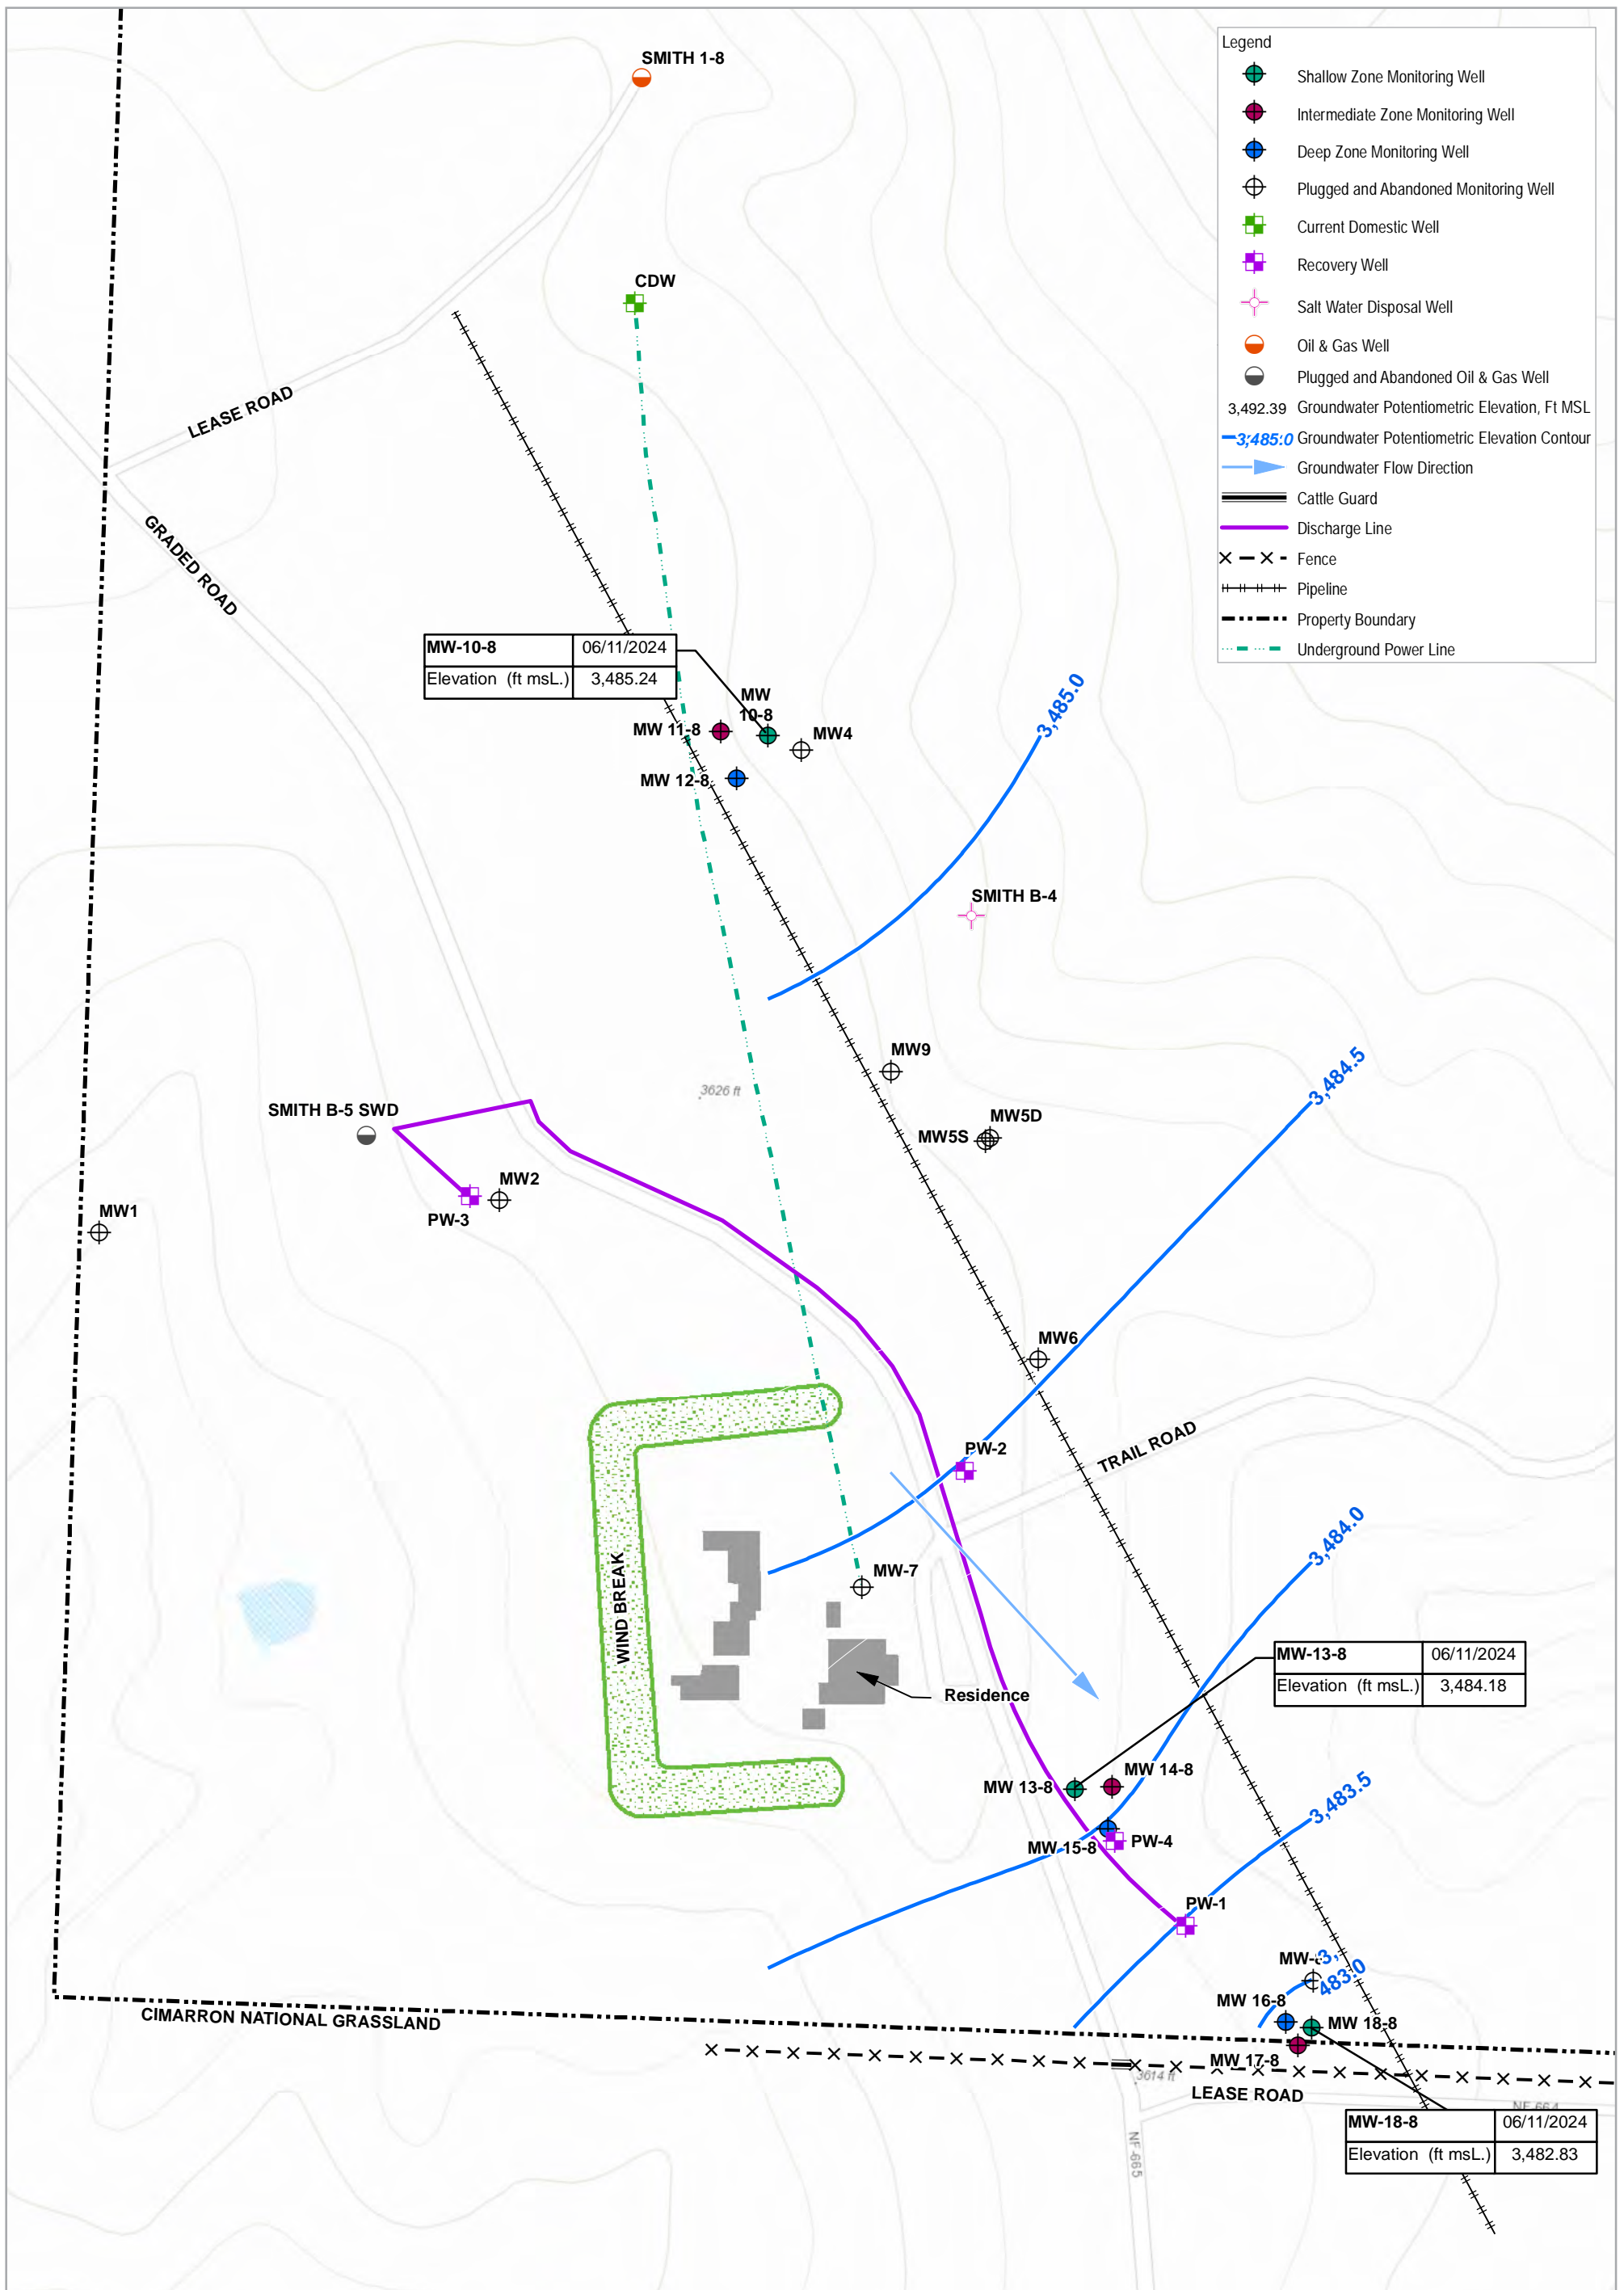 SMITH 1-8
Legend
Shallow Zone Monitoring Well
Intermediate Zone Monitoring Well
Deep Zone Monitoring Well
Plugged and Abandoned Monitoring Well
Current Domestic Well
Recovery Well
Salt Water Disposal Well
Oil & Gas Well
Plugged and Abandoned Oil & Gas Well
3,492.39 Groundwater Potentiometric Elevation, Ft MSL
3,485.0 Groundwater Potentiometric Elevation Contour
Groundwater Flow Direction
Cattle Guard
Discharge Line
Fence
Pipeline
Property Boundary
Underground Power Line
CDW
LEASE ROAD
GRADED ROAD
MW-10-8 06/11/2024
Elevation (ft msL.) 3,485.24
MW
10-8
MW 11-8
MW4
MW 12-8
3,485.0
SMITH B-4
MW9
3,484.5
3626 ft
SMITH B-5 SWD
MW5D
MW5S
MW2
PW-3
MW1
MW6
PW-2
TRAIL ROAD
3,484.0
MW-7
WIND BREAK
Residence
MW-13-8 06/11/2024
Elevation (ft msL.) 3,484.18
MW 13-8
MW 14-8
3,483.5
MW 15-8
PW-4
PW-1
MW-8
3,
483.0
MW 16-8
MW 18-8
CIMARRON NATIONAL GRASSLAND
MW 17-8
3614 ft
LEASE ROAD
NF-664
NF-665
MW-18-8 06/11/2024
Elevation (ft msL.) 3,482.83